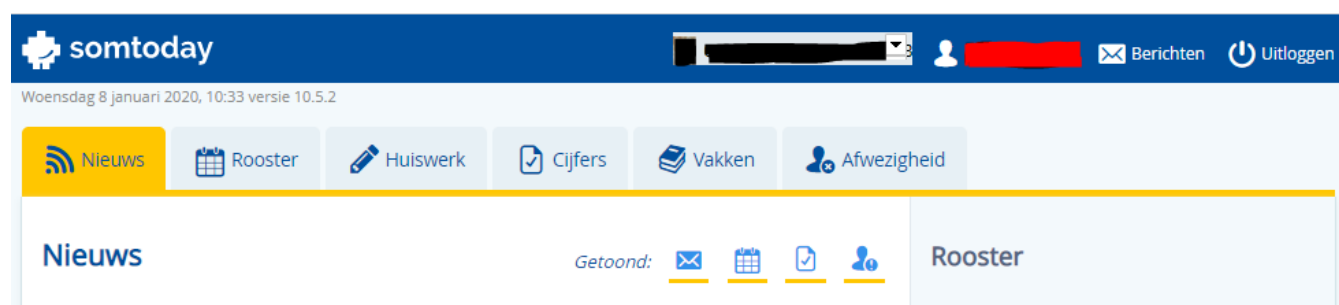 somtoday
Berichten
Uitloggen
Woensdag 8 januari 2020, 10:33 versie 10.5.2
Nieuws
Rooster
Huiswerk
Cijfers
Vakken
Afwezigheid
Nieuws
Getoond:
Rooster